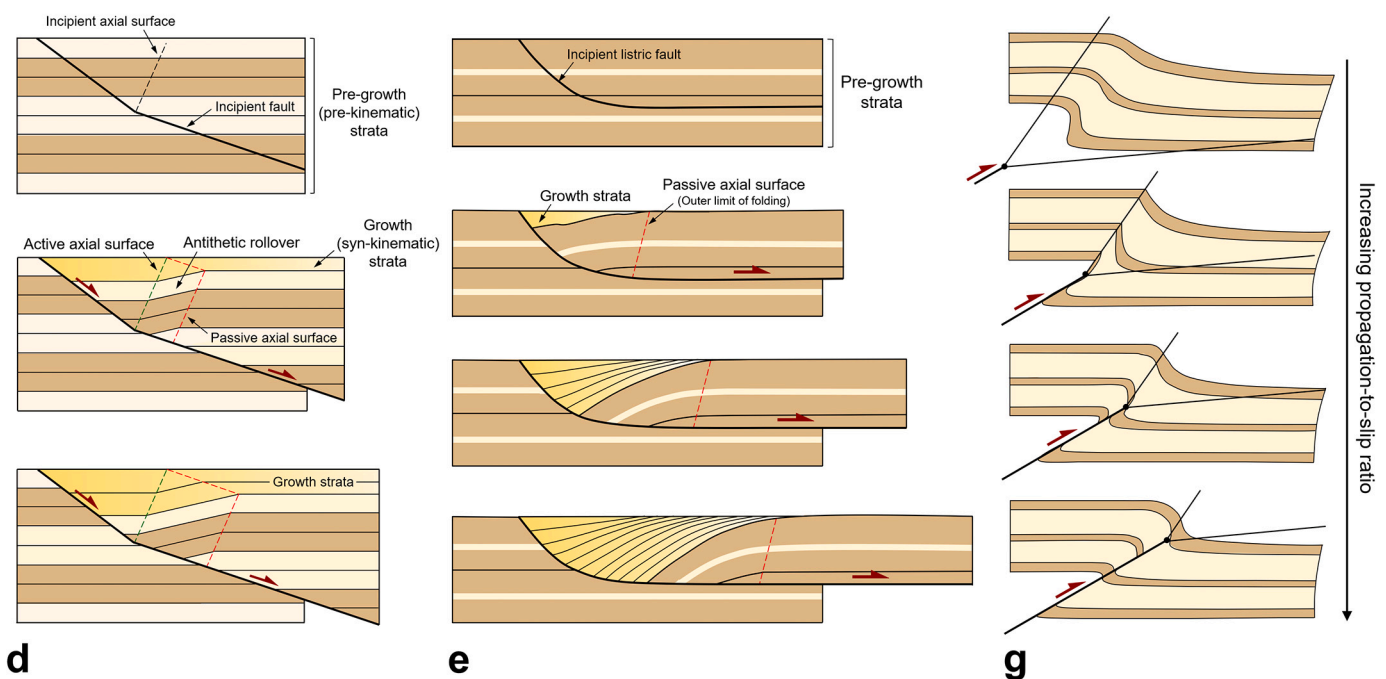 Incipient axial surface
Incipient fault
Pre-growth
(pre-kinematic)
strata
Active axial surface
Antithetic rollover
Growth
(syn-kinematic)
strata
Passive axial surface
Growth strata
d
Incipient listric fault
Pre-growth
strata
Growth strata
Passive axial surface
(Outer limit of folding)
e
Increasing propagation-to-slip ratio
g